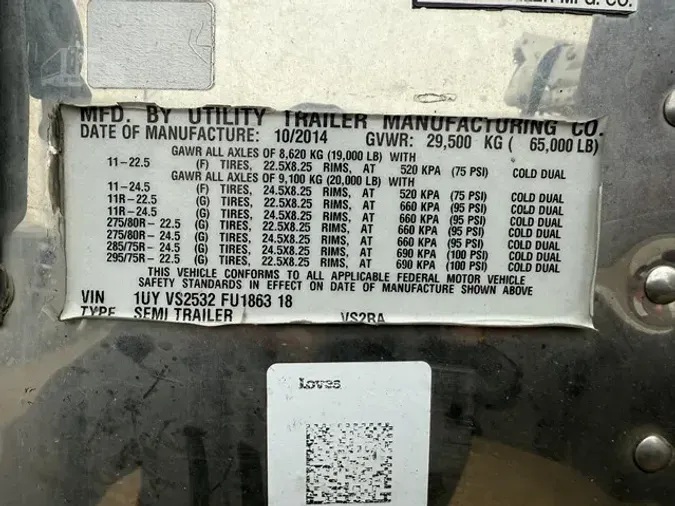 MFG. CO.
MFD. BY UTILITY TRAILER MANUFACTURING CO.
DATE OF MANUFACTURE: 10/2014 GVWR: 29,500 KG ( 65,000 LB)
GAWR ALL AXLES OF 8,620 KG (19,000 LB) WITH
11-22.5 (F) TIRES, 22.5X8.25 RIMS, AT 520 KPA (75 PSI) COLD DUAL
GAWR ALL AXLES OF 9,100 KG (20,000 LB) WITH
11-24.5 (F) TIRES, 24.5X8.25 RIMS, AT 520 KPA (75 PSI) COLD DUAL
11R-22.5 (G) TIRES, 22.5X8.25 RIMS, AT 660 KPA (95 PSI) COLD DUAL
11R-24.5 (G) TIRES, 24.5X8.25 RIMS, AT 660 KPA (95 PSI) COLD DUAL
275/80R-22.5 (G) TIRES, 22.5X8.25 RIMS, AT 660 KPA (95 PSI) COLD DUAL
275/80R-24.5 (G) TIRES, 24.5X8.25 RIMS, AT 660 KPA (95 PSI) COLD DUAL
285/75R-24.5 (G) TIRES, 24.5X8.25 RIMS, AT 690 KPA (100 PSI) COLD DUAL
295/75R-22.5 (G) TIRES, 22.5X8.25 RIMS, AT 690 KPA (100 PSI) COLD DUAL
THIS VEHICLE CONFORMS TO ALL APPLICABLE FEDERAL MOTOR VEHICLE
SAFETY STANDARDS IN EFFECT ON DATE OF MANUFACTURE SHOWN ABOVE
VIN 1UY VS2532 FU1863 18
TYPE SEMI TRAILER VS2RA
Loves